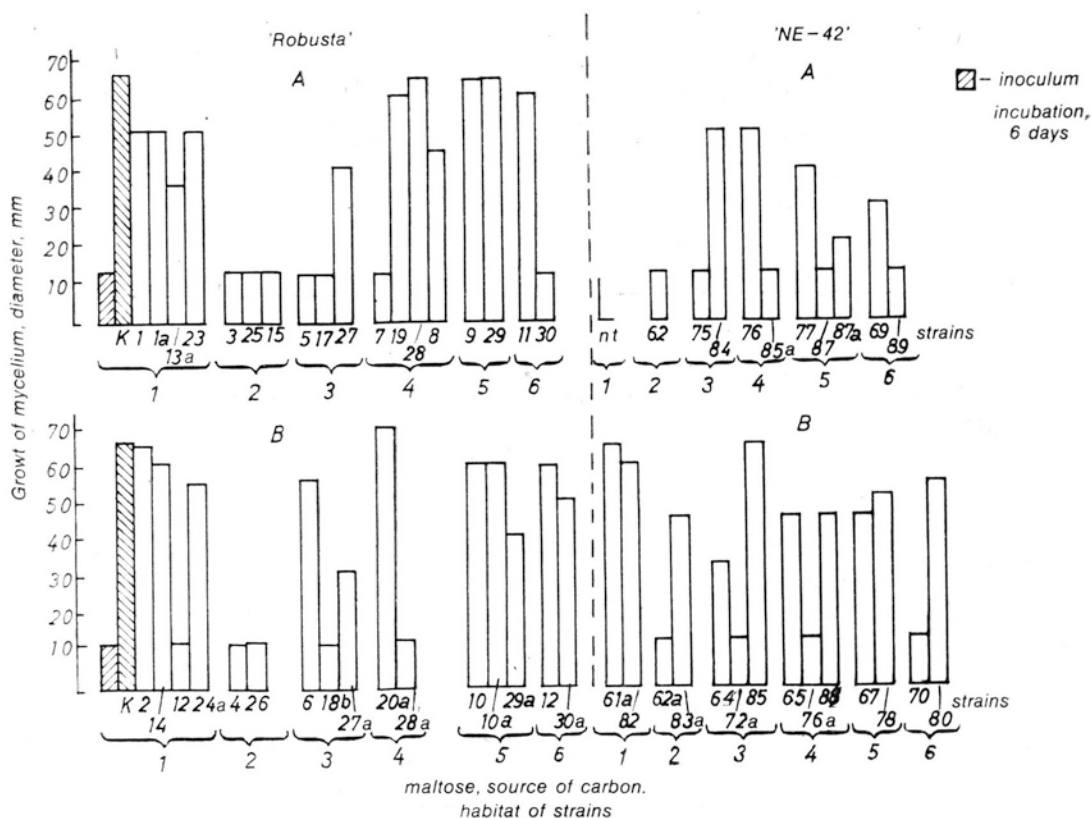 'Robusta' 'NE-42'
A A
– inoculum
incubation,
6 days
Growt of mycelium, diameter, mm
70
60
50
40
30
20
10
K 1 1a 23 3 25 15 5 17 27 7 19 8 9 29 11 30 nt 62 75 76 77 87a 69 strains
13a 28 84 85a 87 89
1 2 3 4 5 6 1 2 3 4 5 6
B B
70
60
50
40
30
20
10
K 2 12 24a 4 26 6 18b 20a 10 29a 12 61a 62a 64 85 65 67 70 strains
14 27a 28a 10a 30a 82 83a 72a 76a 78 80
1 2 3 4 5 6 1 2 3 4 5 6
maltose, source of carbon.
habitat of strains